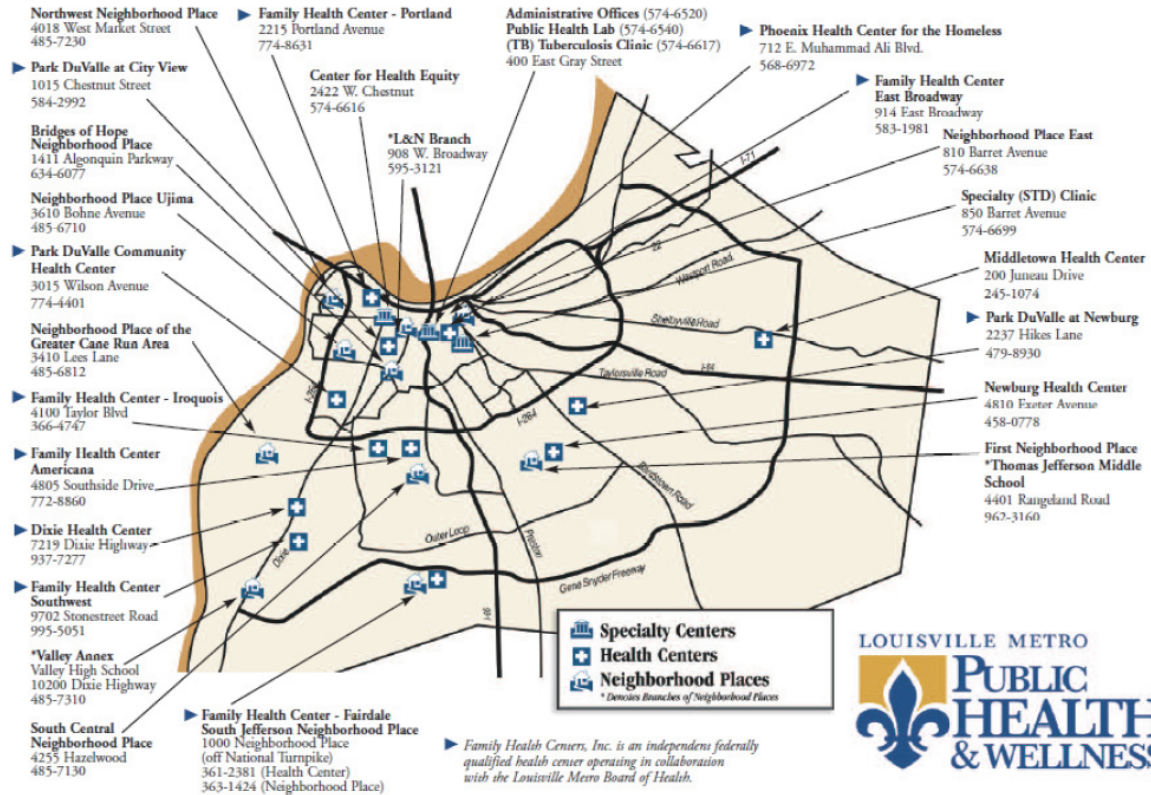 Northwest Neighborhood Place
4018 West Market Street
485-7230
Park DuValle at City View
1015 Chestnut Street
584-2992
Bridges of Hope
Neighborhood Place
1411 Algonquin Parkway
634-6077
Neighborhood Place Ujima
3610 Bohne Avenue
485-6710
Park DuValle Community
Health Center
3015 Wilson Avenue
774-4401
Neighborhood Place of the
Greater Cane Run Area
3410 Lees Lane
485-6812
Family Health Center - Iroquois
4100 Taylor Blvd
366-4747
Family Health Center
Americana
4805 Southside Drive
772-8860
Dixie Health Center
7219 Dixie Highway
937-7277
Family Health Center
Southwest
9702 Stonestreet Road
995-5051
*Valley Annex
Valley High School
10200 Dixie Highway
485-7310
South Central
Neighborhood Place
4255 Hazelwood
485-7130
Family Health Center - Portland
2215 Portland Avenue
774-8631
Center for Health Equity
2422 W. Chestnut
574-6616
*L&N Branch
908 W. Broadway
595-3121
Administrative Offices (574-6520)
Public Health Lab (574-6540)
(TB) Tuberculosis Clinic (574-6617)
400 East Gray Street
Phoenix Health Center for the Homeless
712 E. Muhammad Ali Blvd.
568-6972
Family Health Center
East Broadway
914 East Broadway
583-1981
Neighborhood Place East
810 Barret Avenue
574-6638
Specialty (STD) Clinic
850 Barret Avenue
574-6699
Middletown Health Center
200 Juneau Drive
245-1074
Park DuValle at Newburg
2237 Hikes Lane
479-8930
Newburg Health Center
4810 Exeter Avenue
458-0778
First Neighborhood Place
*Thomas Jefferson Middle
School
4401 Rangeland Road
962-3160
I-71
22
Westport Road
Shelbyville Road
I-64
Taylorsville Road
I-264
I-264
Bardstown Road
Outer Loop
Preston
Dixie
Gene Snyder Freeway
I-65
Specialty Centers
Health Centers
Neighborhood Places
* Denotes Branches of Neighborhood Places
Family Health Center - Fairdale
South Jefferson Neighborhood Place
1000 Neighborhood Place
(off National Turnpike)
361-2381 (Health Center)
363-1424 (Neighborhood Place)
Family Health Centers, Inc. is an independent federally
qualified health center operating in collaboration
with the Louisville Metro Board of Health.
LOUISVILLE METRO
PUBLIC
HEALTH
& WELLNESS